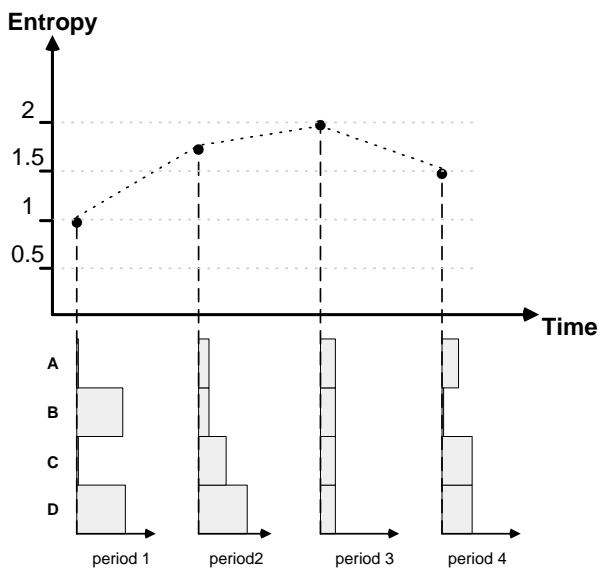 Entropy
2
1.5
1
0.5
Time
A
B
C
D
period 1
period2
period 3
period 4